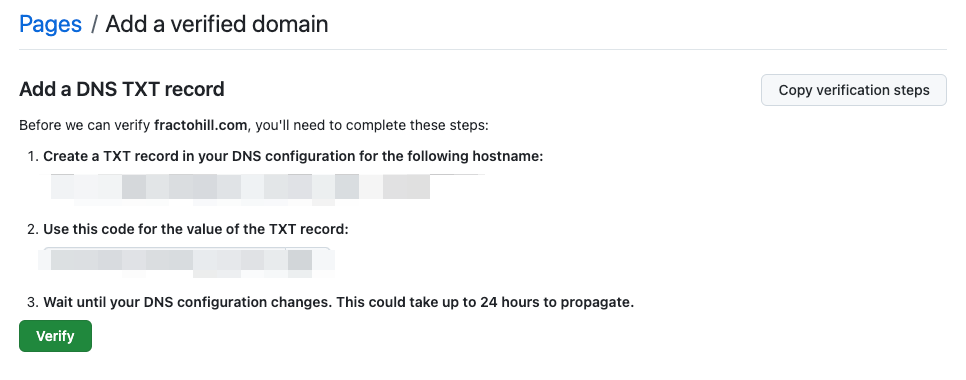 Pages / Add a verified domain
Add a DNS TXT record
Copy verification steps
Before we can verify fractohill.com, you'll need to complete these steps:
1. Create a TXT record in your DNS configuration for the following hostname:
2. Use this code for the value of the TXT record:
3. Wait until your DNS configuration changes. This could take up to 24 hours to propagate.
Verify